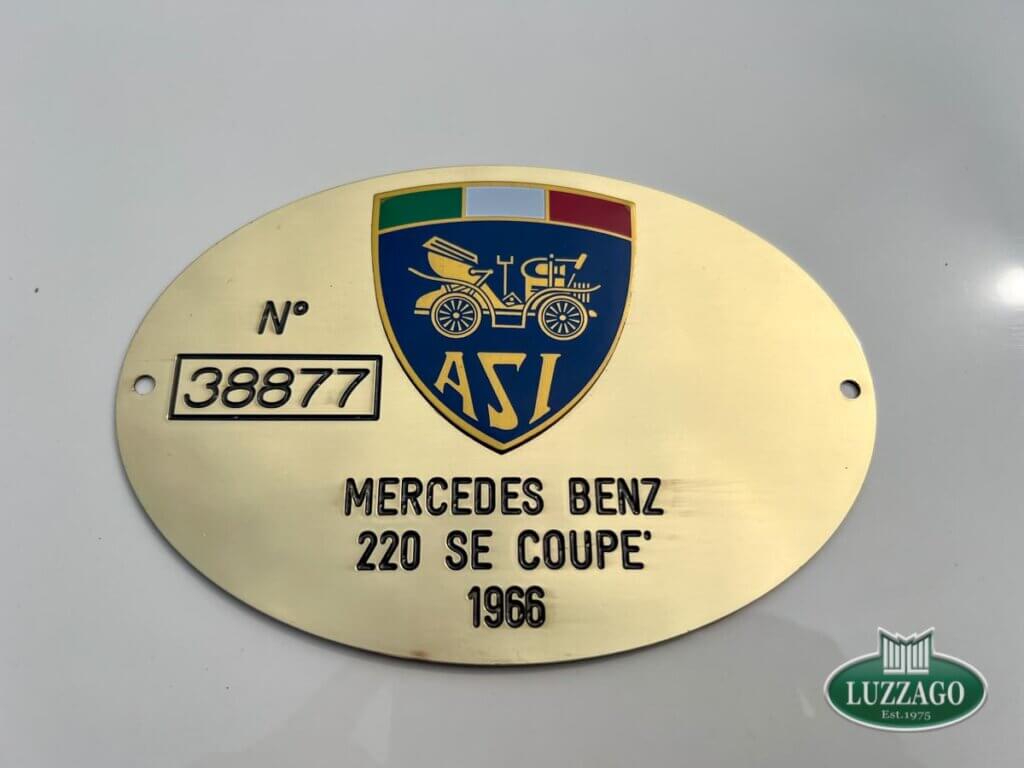 ASI
N°
38877
MERCEDES BENZ
220 SE COUPE'
1966
LUZZAGO
Est.1975